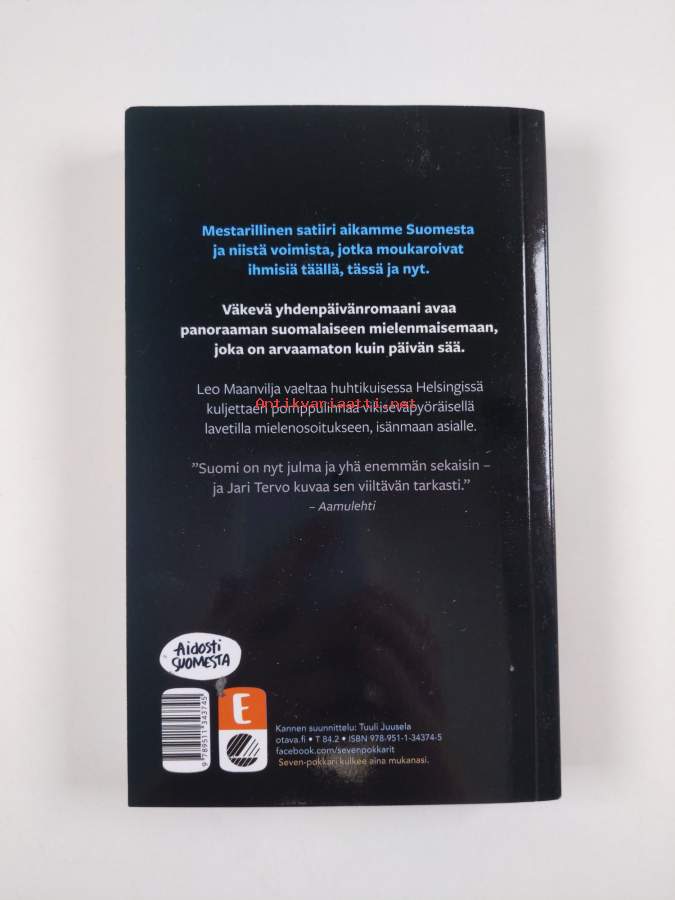 Mestarillinen satiiri aikamme Suomesta
ja niistä voimista, jotka moukaroivat
ihmisiä täällä, tässä ja nyt.
Väkevä yhdenpäivänromaani avaa
panoraaman suomalaiseen mielenmaisemaan,
joka on arvaamaton kuin päivän sää.
Leo Maanvilja vaeltaa huhtikuisessa Helsingissä
Antikvariaatti.net
kuljettaen pomppulinnaa vikiseväpyöräisellä
lavetilla mielenosoitukseen, isänmaan asialle.
”Suomi on nyt julma ja yhä enemmän sekaisin –
ja Jari Tervo kuvaa sen viiltävän tarkasti.”
– Aamulehti
Aidosti
SUOMESTA
9 789511 343745
E
Kannen suunnittelu: Tuuli Juusela
otava.fi • T 84.2 • ISBN 978-951-1-34374-5
facebook.com/sevenpokkarit
Seven-pokkari kulkee aina mukanasi.